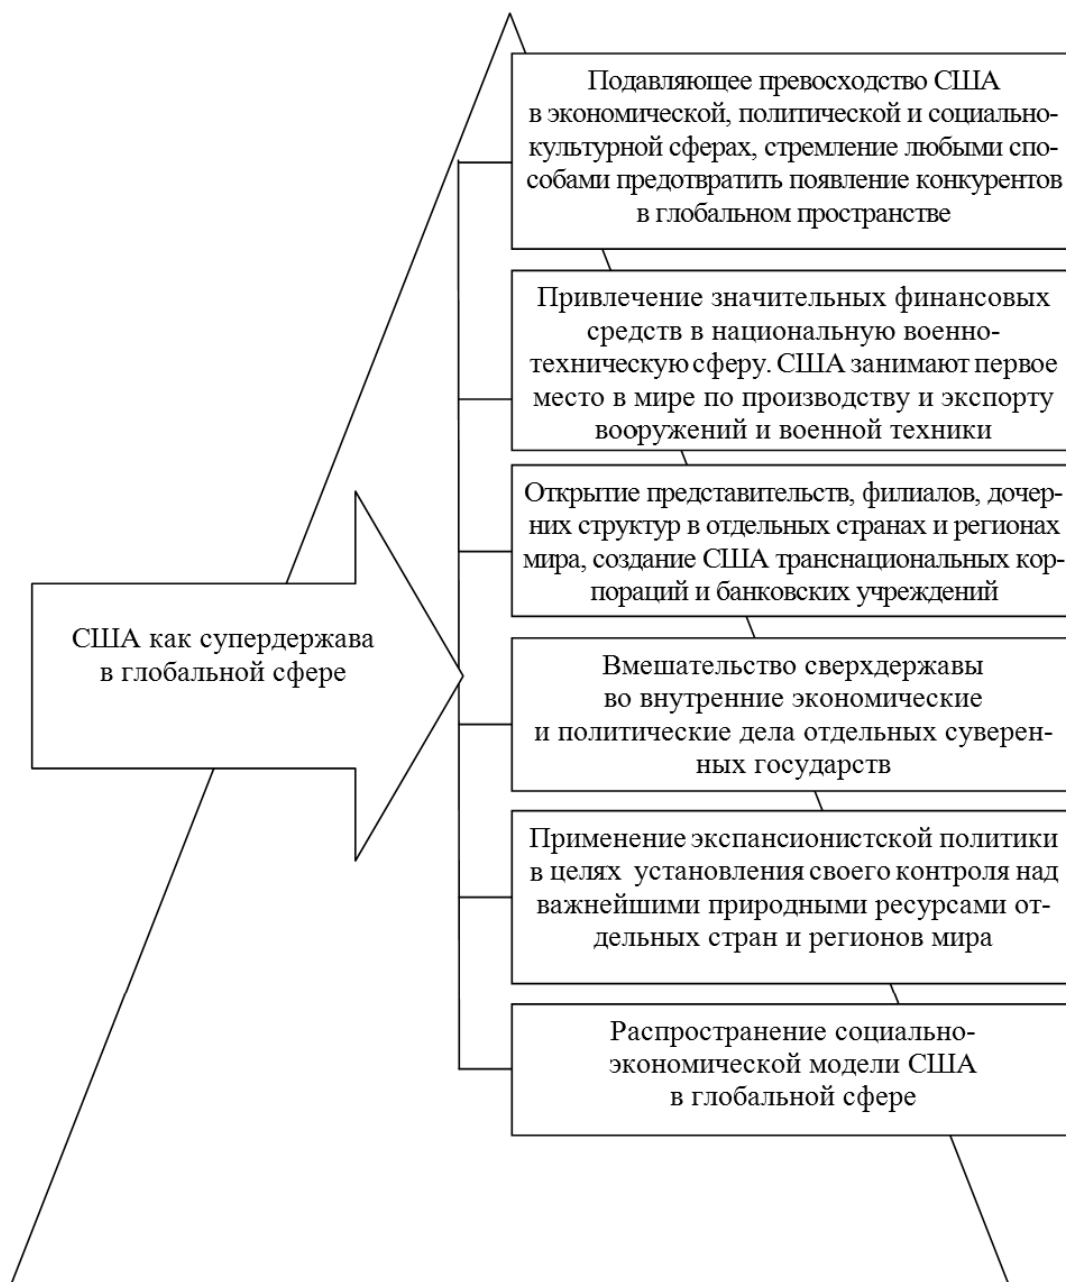 Подавляющее превосходство США
в экономической, политической и социально-
культурной сферах, стремление любыми спо-
собами предотвратить появление конкурентов
в глобальном пространстве
Привлечение значительных финансовых
средств в национальную военно-
техническую сферу. США занимают первое
место в мире по производству и экспорту
вооружений и военной техники
Открытие представительств, филиалов, дочер-
них структур в отдельных странах и регионах
мира, создание США транснациональных кор-
пораций и банковских учреждений
США как супердержава
в глобальной сфере
Вмешательство сверхдержавы
во внутренние экономические
и политические дела отдельных суверен-
ных государств
Применение экспансионистской политики
в целях установления своего контроля над
важнейшими природными ресурсами от-
дельных стран и регионов мира
Распространение социально-
экономической модели США
в глобальной сфере